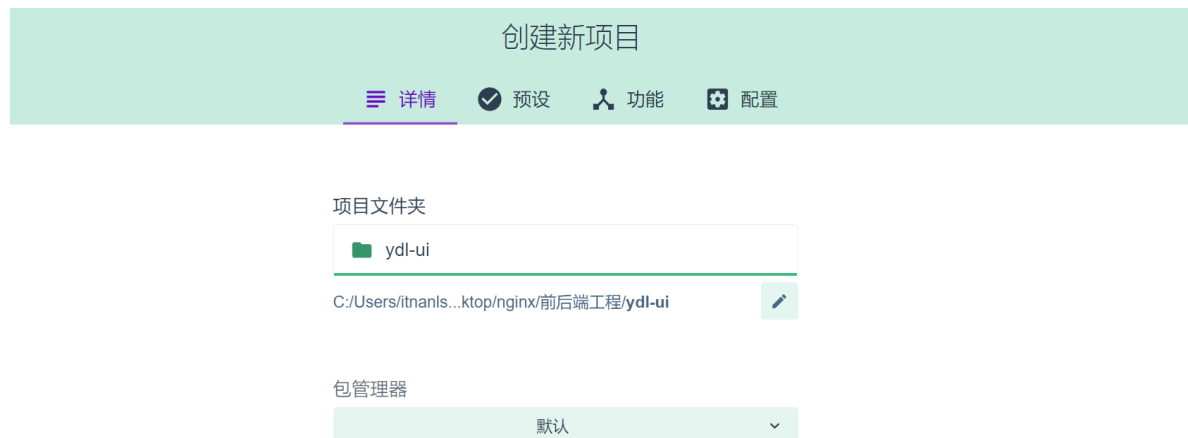 创建新项目
详情 预设 功能 配置
项目文件夹
ydl-ui
C:/Users/itnanls...ktop/nginx/前后端工程/ydl-ui
包管理器
默认